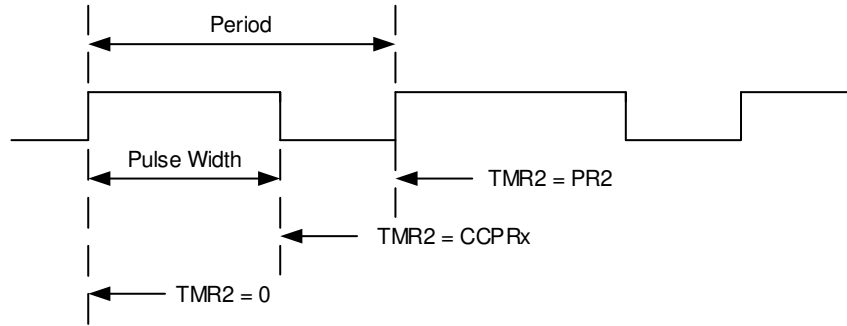 Period
Pulse Width
TMR2 = PR2
TMR2 = CCPRx
TMR2 = 0